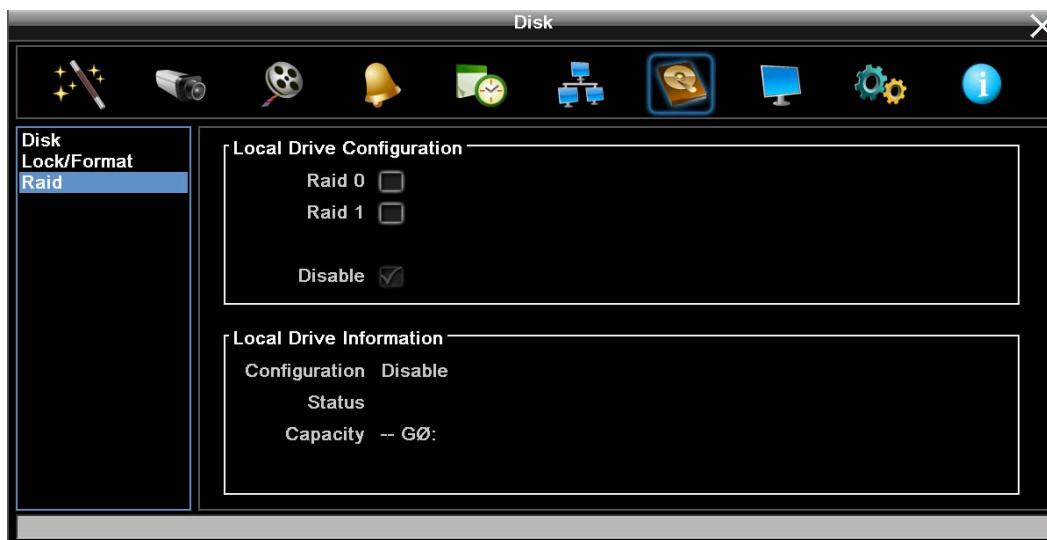 Disk
Disk
Lock/Format
Raid
Local Drive Configuration
Raid 0
Raid 1
Disable
Local Drive Information
Configuration Disable
Status
Capacity -- GØ: